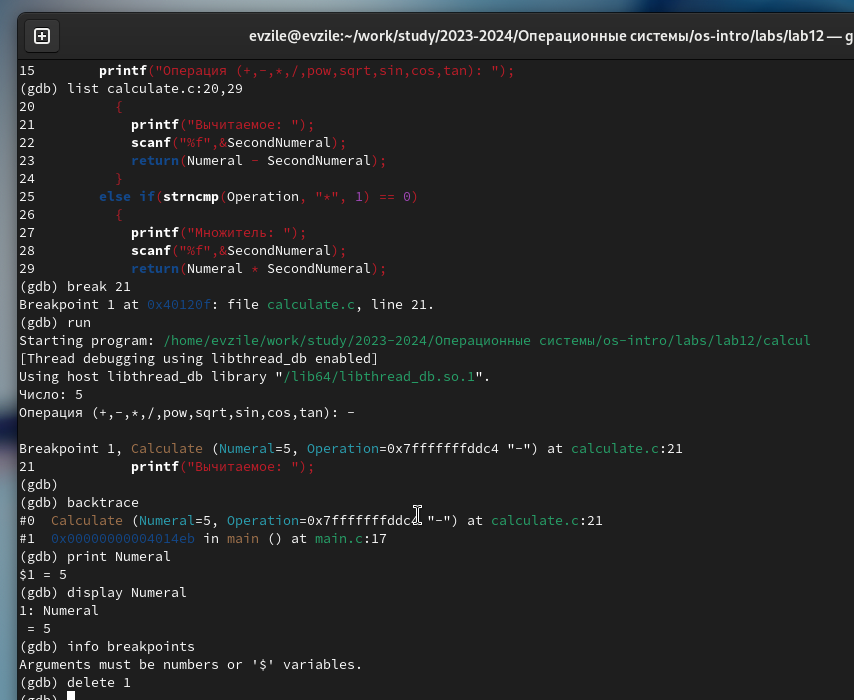 evzile@evzile:~/work/study/2023-2024/Операционные системы/os-intro/labs/lab12 — g
15        printf("Операция (+,-,*,/,pow,sqrt,sin,cos,tan): ");
(gdb) list calculate.c:20,29
20          {
21            printf("Вычитаемое: ");
22            scanf("%f",&SecondNumeral);
23            return(Numeral - SecondNumeral);
24          }
25        else if(strncmp(Operation, "*", 1) == 0)
26          {
27            printf("Множитель: ");
28            scanf("%f",&SecondNumeral);
29            return(Numeral * SecondNumeral);
(gdb) break 21
Breakpoint 1 at 0x40120f: file calculate.c, line 21.
(gdb) run
Starting program: /home/evzile/work/study/2023-2024/Операционные системы/os-intro/labs/lab12/calcul
[Thread debugging using libthread_db enabled]
Using host libthread_db library "/lib64/libthread_db.so.1".
Число: 5
Операция (+,-,*,/,pow,sqrt,sin,cos,tan): -
Breakpoint 1, Calculate (Numeral=5, Operation=0x7fffffffddc4 "-") at calculate.c:21
21            printf("Вычитаемое: ");
(gdb)
(gdb) backtrace
#0  Calculate (Numeral=5, Operation=0x7fffffffddc4 "-") at calculate.c:21
#1  0x00000000004014eb in main () at main.c:17
(gdb) print Numeral
$1 = 5
(gdb) display Numeral
1: Numeral
 = 5
(gdb) info breakpoints
Arguments must be numbers or '$' variables.
(gdb) delete 1
(gdb)